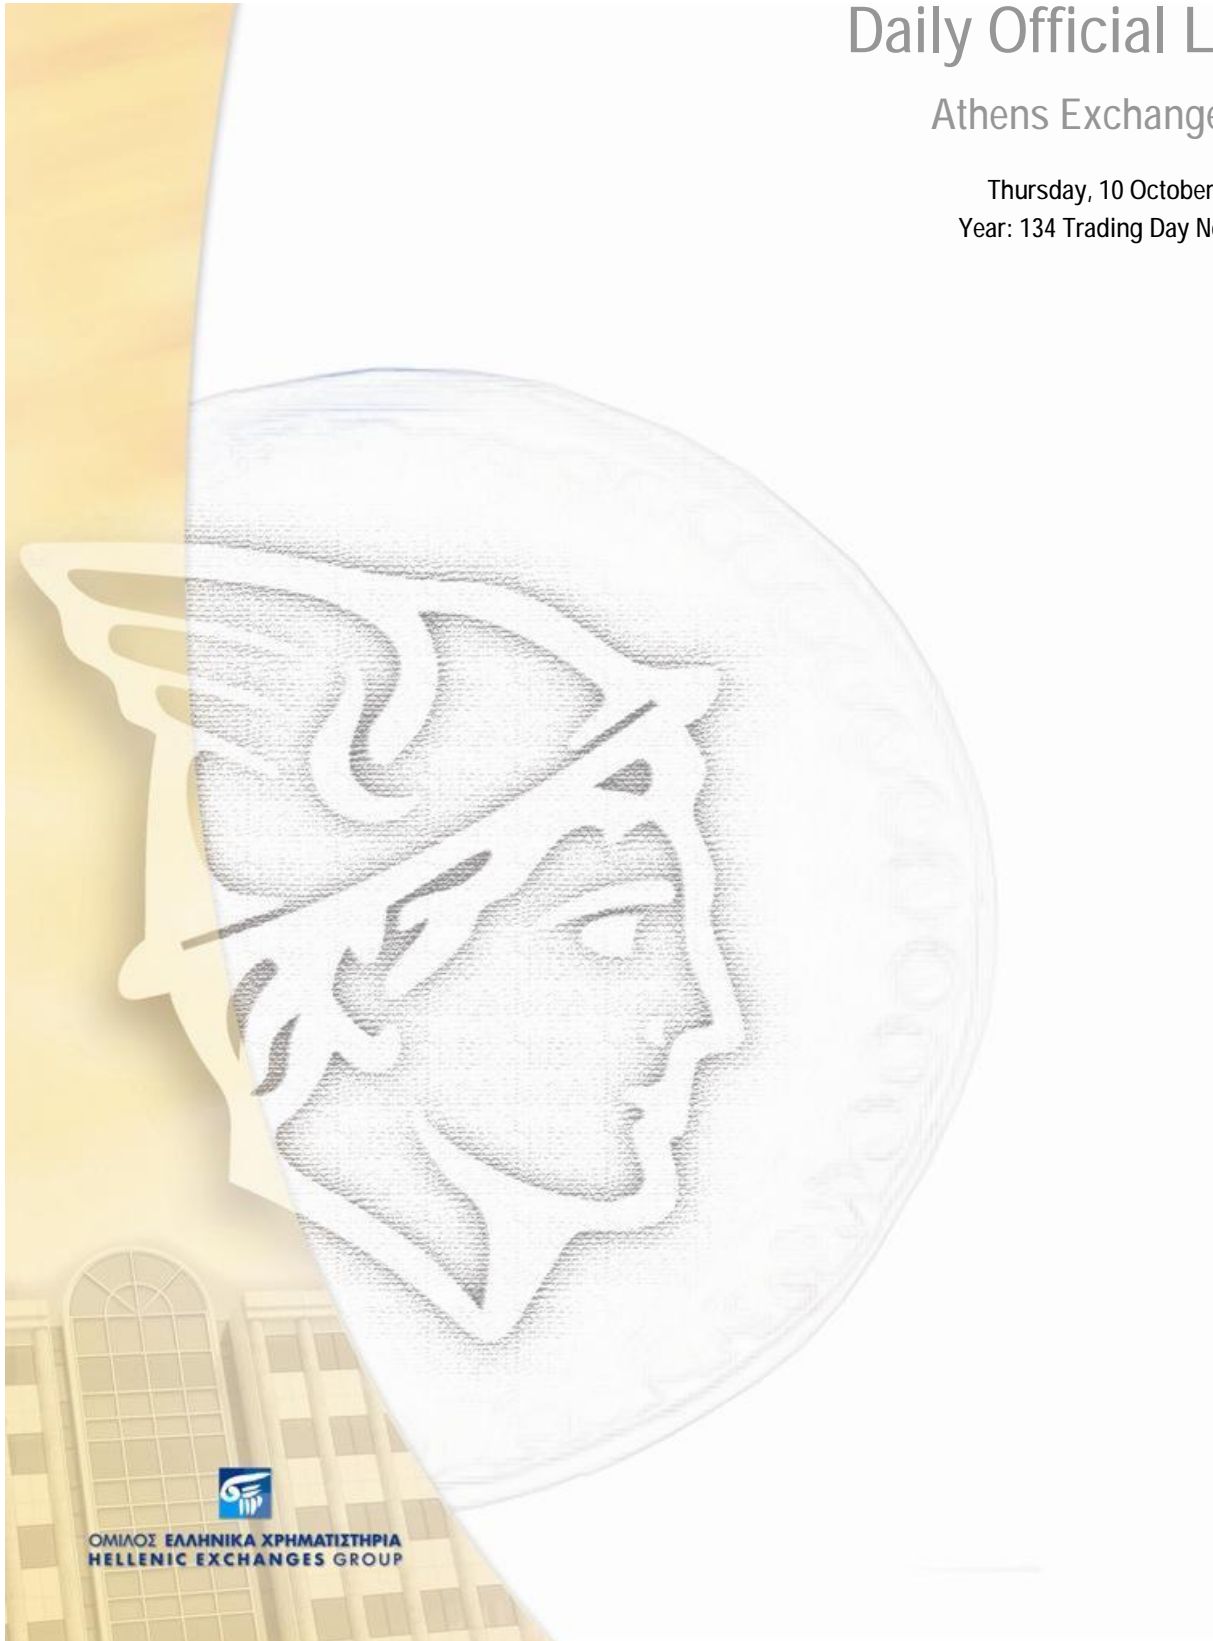 Daily Official L
Athens Exchange
Thursday, 10 October
Year: 134 Trading Day N
ΟΜΙΛΟΣ ΕΛΛΗΝΙΚΑ ΧΡΗΜΑΤΙΣΤΗΡΙΑ
HELLENIC EXCHANGES GROUP